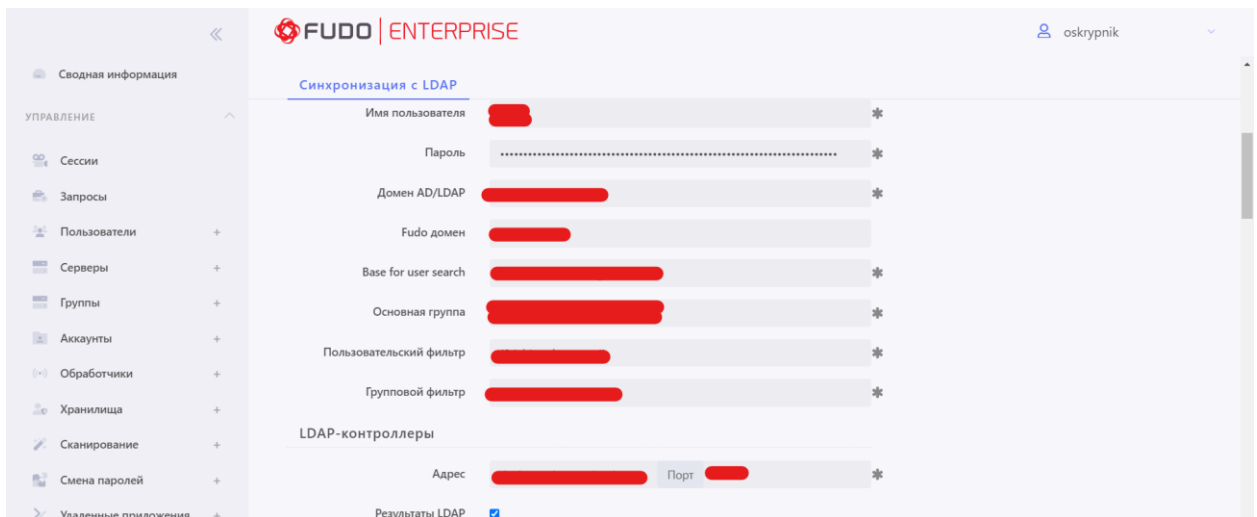 FUDO | ENTERPRISE
oskrypnik
Сводная информация
УПРАВЛЕНИЕ
Сессии
Запросы
Пользователи +
Серверы +
Группы +
Аккаунты +
Обработчики +
Хранилища +
Сканирование +
Смена паролей +
Удаленные приложения +
Синхронизация с LDAP
Имя пользователя
Пароль
Домен AD/LDAP
Fudo домен
Base for user search
Основная группа
Пользовательский фильтр
Групповой фильтр
LDAP-контроллеры
Адрес Порт
Результаты LDAP